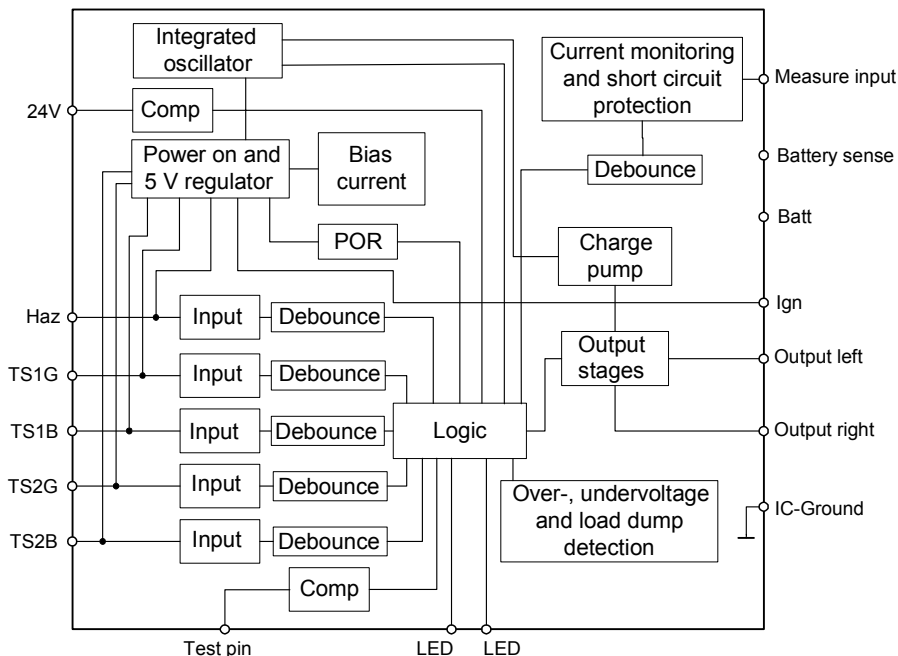 Integrated
oscillator
Current monitoring
and short circuit
protection
Measure input
24V
Comp
Power on and
5 V regulator
Bias
current
Debounce
Battery sense
Batt
POR
Charge
pump
Ign
Haz
Input
Debounce
Output
stages
Output left
TS1G
Input
Debounce
TS1B
Input
Debounce
Logic
Output right
TS2G
Input
Debounce
Over-, undervoltage
and load dump
detection
IC-Ground
TS2B
Input
Debounce
Comp
Test pin
LED
LED